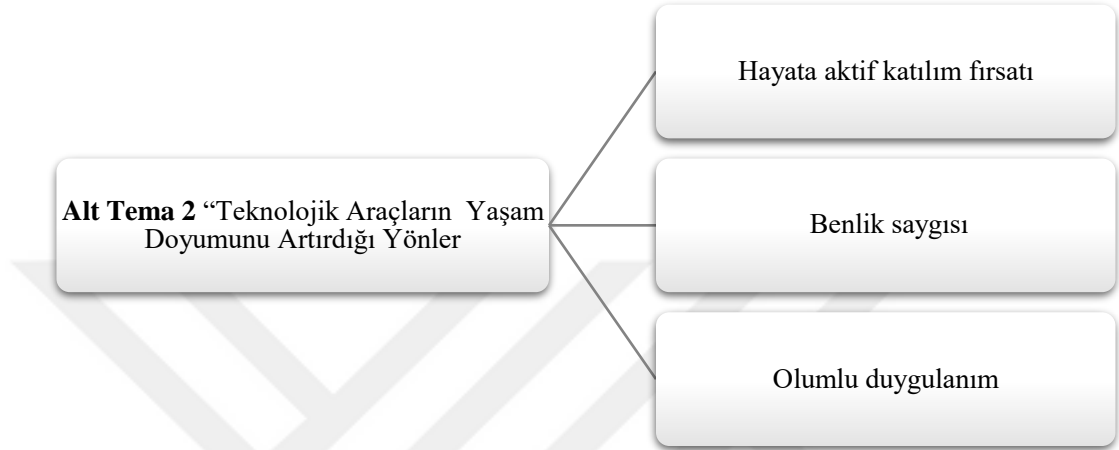 Hayata aktif katılım fırsatı
Alt Tema 2 “Teknolojik Araçların Yaşam
Doyumunu Artırdığı Yönler
Benlik saygısı
Olumlu duygulanım